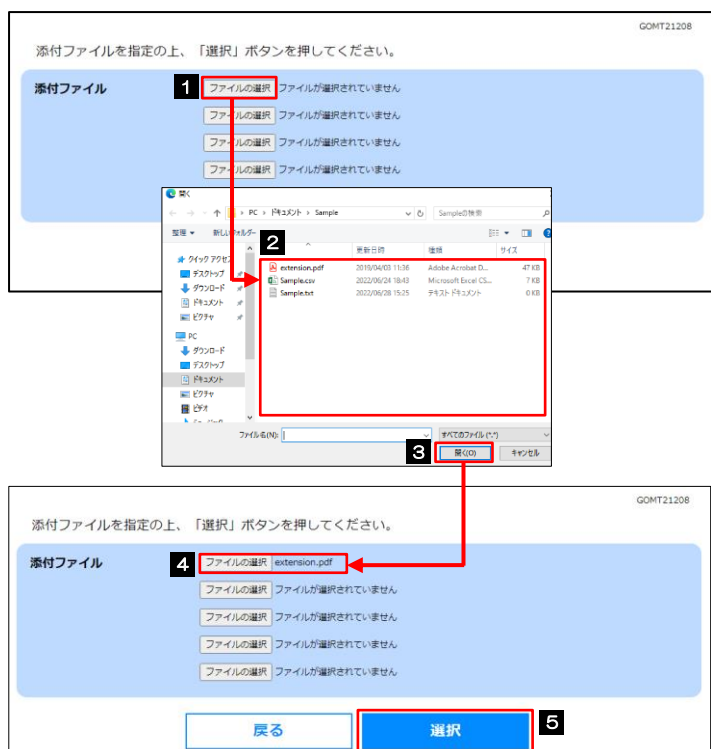 GOMT21208
添付ファイルを指定の上、「選択」ボタンを押してください。
添付ファイル 1 ファイルの選択 ファイルが選択されていません
ファイルの選択 ファイルが選択されていません
ファイルの選択 ファイルが選択されていません
ファイルの選択 ファイルが選択されていません
開く
PC › ドキュメント › Sample Sampleの検索
整理 新しいフォルダー
2
更新日時 種類 サイズ
クイック アクセス
デスクトップ
ダウンロード
ドキュメント
ピクチャ
PC
ダウンロード
デスクトップ
ドキュメント
ピクチャ
ビデオ
extension.pdf 2019/04/03 11:36 Adobe Acrobat D... 47 KB
Sample.csv 2022/06/24 18:43 Microsoft Excel CS... 7 KB
Sample.txt 2022/06/28 15:25 テキスト ドキュメント 0 KB
ファイル名(N): すべてのファイル (*.*)
3 開く(O) キャンセル
GOMT21208
添付ファイルを指定の上、「選択」ボタンを押してください。
添付ファイル 4 ファイルの選択 extension.pdf
ファイルの選択 ファイルが選択されていません
ファイルの選択 ファイルが選択されていません
ファイルの選択 ファイルが選択されていません
ファイルの選択 ファイルが選択されていません
戻る 選択 5